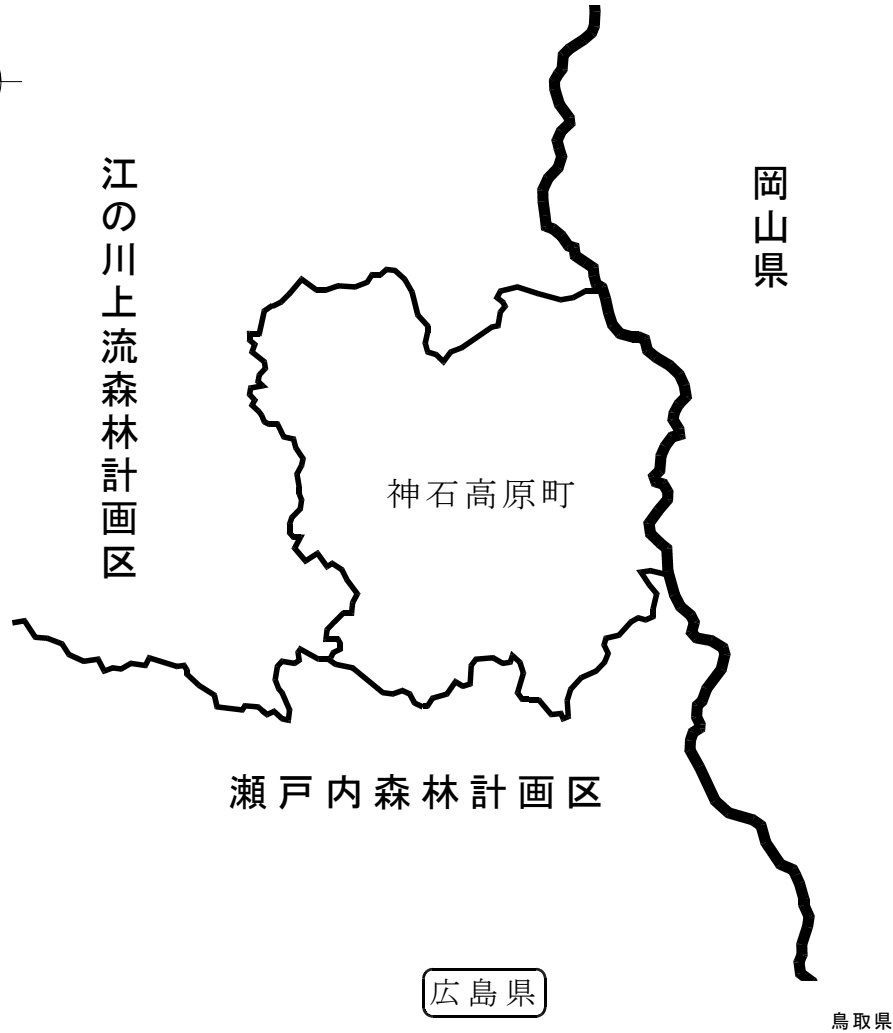 岡山県
江の川上流森林計画区
神石高原町
瀬戸内森林計画区
広島県
鳥取県